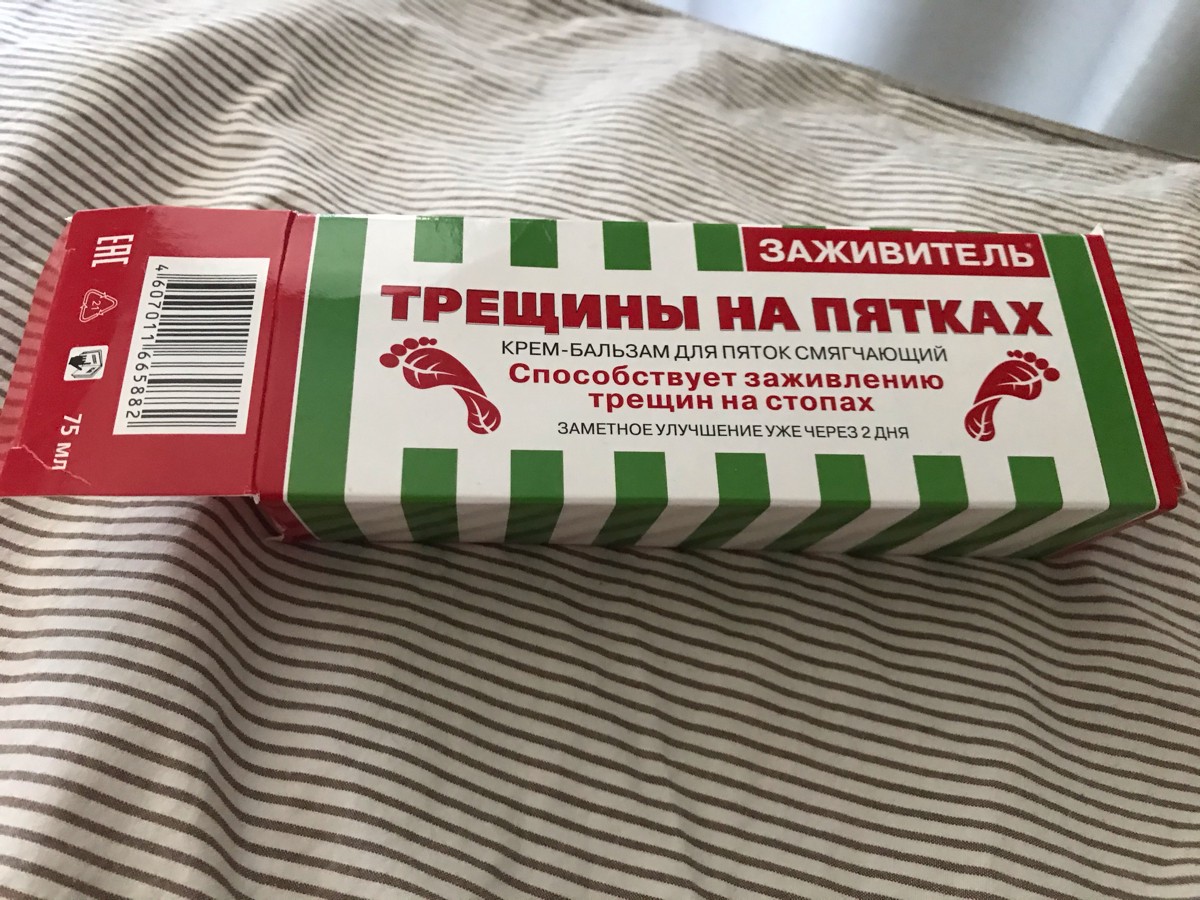 ЗАЖИВИТЕЛЬ®
ТРЕЩИНЫ НА ПЯТКАХ
КРЕМ-БАЛЬЗАМ ДЛЯ ПЯТОК СМЯГЧАЮЩИЙ
Способствует заживлению
трещин на стопах
ЗАМЕТНОЕ УЛУЧШЕНИЕ УЖЕ ЧЕРЕЗ 2 ДНЯ
EAC
21
75 мл
4607011665882